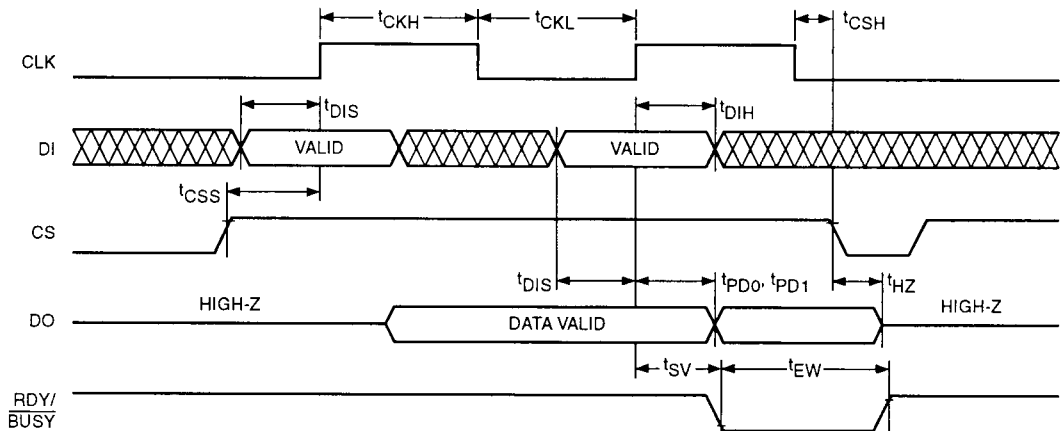 tCKH tCKL tCSH
CLK
tDIS tDIH
DI VALID VALID
tCSS
CS
tDIS tPD0, tPD1 tHZ
HIGH-Z HIGH-Z
DO DATA VALID
tSV tEW
RDY/
BUSY